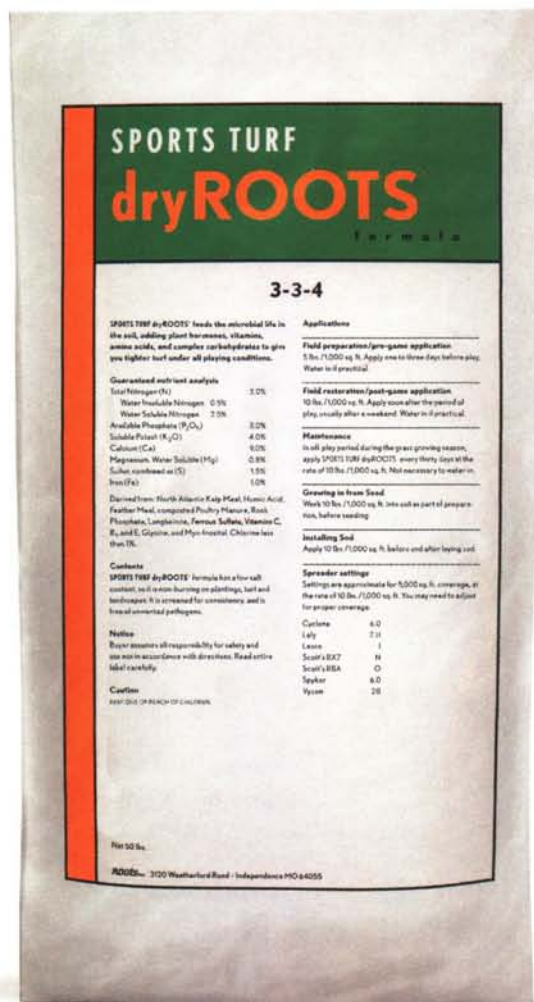 SPORTS TURF
dryROOTS
formula
3-3-4
SPORTS TURF dryROOTS® feeds the microbial life in
the soil, adding plant hormones, vitamins,
amino acids, and complex carbohydrates to give
you tighter turf under all playing conditions.
Guaranteed nutrient analysis
Total Nitrogen (N) 3.0%
Water Insoluble Nitrogen 0.5%
Water Soluble Nitrogen 2.5%
Available Phosphate (P₂O₅) 3.0%
Soluble Potash (K₂O) 4.0%
Calcium (Ca) 9.0%
Magnesium, Water Soluble (Mg) 0.8%
Sulfur, combined as (S) 1.5%
Iron (Fe) 1.0%
Derived from: North Atlantic Kelp Meal, Humic Acid,
Feather Meal, composted Poultry Manure, Rock
Phosphate, Langbeinite, Ferrous Sulfate, Vitamins C,
B₁, and E, Glycine, and Myo-Inositol. Chlorine less
than 1%.
Contents
SPORTS TURF dryROOTS® formula has a low salt
content, so it is non-burning on plantings, turf and
landscapes. It is screened for consistency, and is
free of unwanted pathogens.
Notice
Buyer assumes all responsibility for safety and
use not in accordance with directions. Read entire
label carefully.
Caution
KEEP OUT OF REACH OF CHILDREN.
Net 50 lbs.
ROOTS inc. 3120 Weatherford Road - Independence MO 64055
Applications
Field preparation/pre-game application
5 lbs./1,000 sq. ft. Apply one to three days before play.
Water in if practical.
Field restoration/post-game application
10 lbs./1,000 sq. ft. Apply soon after the period of
play, usually after a weekend. Water in if practical.
Maintenance
In off-play period during the grass growing season,
apply SPORTS TURF dryROOTS® every thirty days at the
rate of 10 lbs./1,000 sq. ft. Not necessary to water in.
Growing in from Seed
Work 10 lbs./1,000 sq. ft. into soil as part of prepara-
tion, before seeding.
Installing Sod
Apply 10 lbs./1,000 sq. ft. before and after laying sod.
Spreader settings
Settings are approximate for 5,000 sq. ft. coverage, at
the rate of 10 lbs./1,000 sq. ft. You may need to adjust
for proper coverage.
Cyclone 6.0
Lely
Lesco I
Scott's RX7 N
Scott's R8A O
Spyker 6.0
Vycon 28